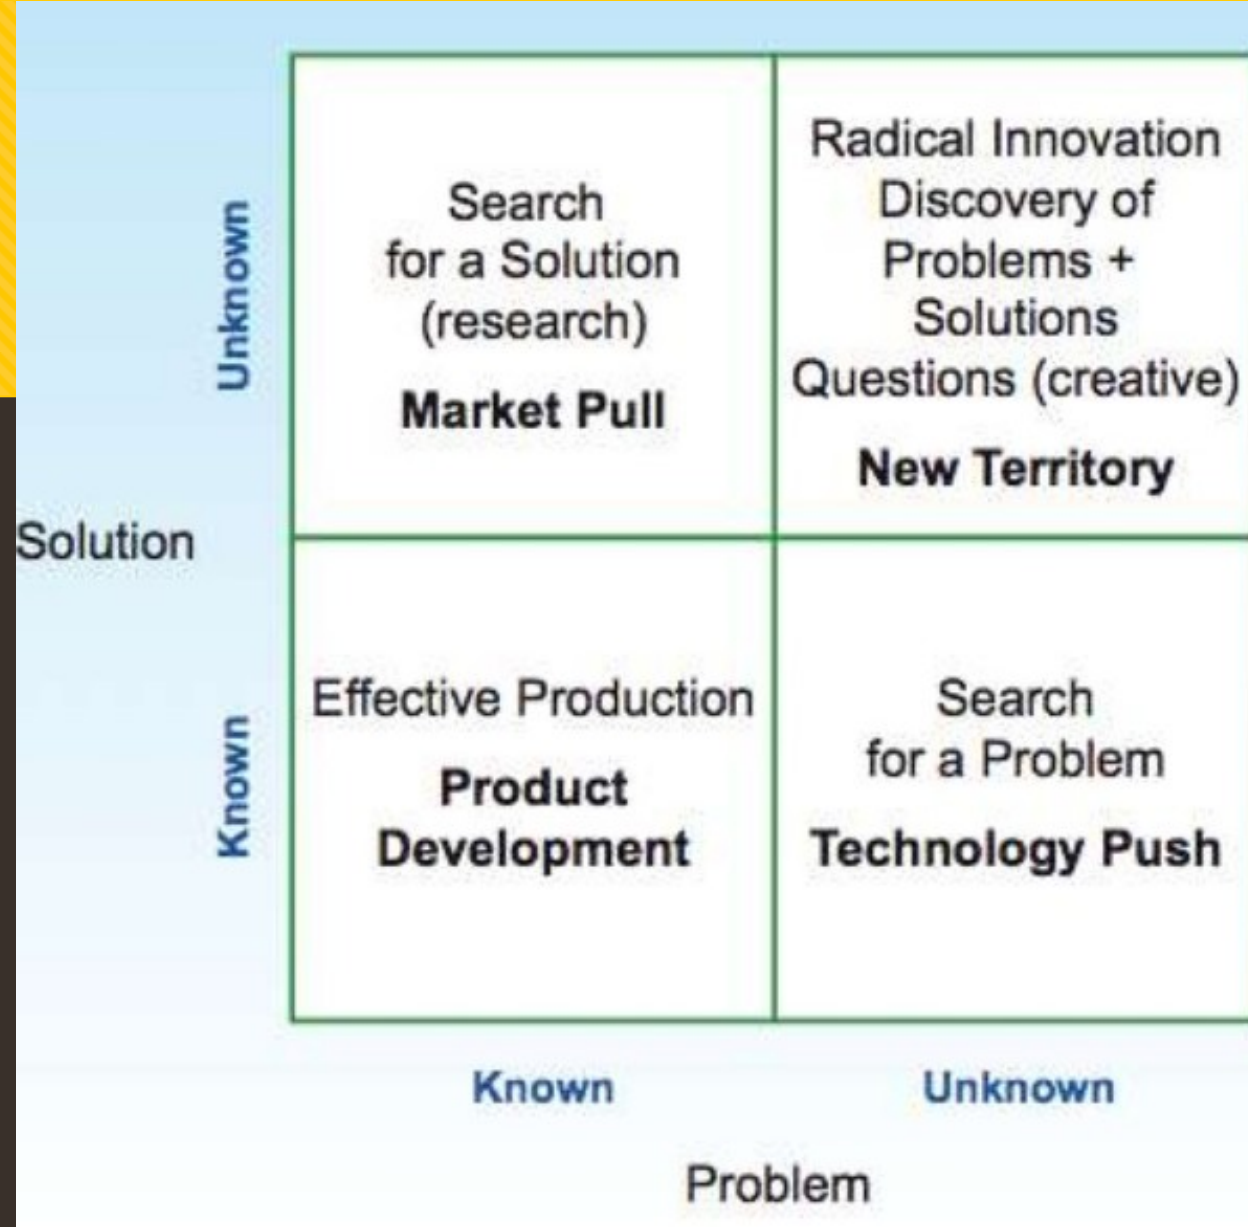 Unknown
Search
for a Solution
(research)
Market Pull
Radical Innovation
Discovery of
Problems +
Solutions
Questions (creative)
New Territory
Solution
Known
Effective Production
Product
Development
Search
for a Problem
Technology Push
Known
Unknown
Problem